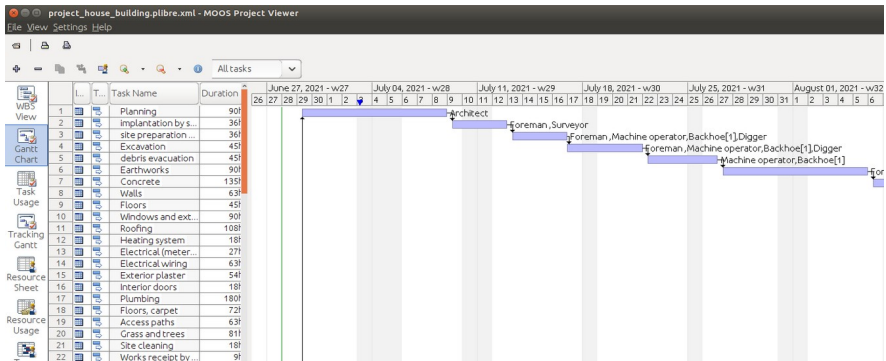 project_house_building.plibre.xml - MOOS Project Viewer
File View Settings Help
All tasks
WBS View
Gantt Chart
Task Usage
Tracking Gantt
Resource Sheet
Resource Usage
I... T... Task Name Duration
1 Planning 90h
2 implantation by s... 36h
3 site preparation ... 36h
4 Excavation 45h
5 debris evacuation 45h
6 Earthworks 90h
7 Concrete 135h
8 Walls 63h
9 Floors 45h
10 Windows and ext... 90h
11 Roofing 108h
12 Heating system 18h
13 Electrical (meter... 27h
14 Electrical wiring 63h
15 Exterior plaster 54h
16 Interior doors 18h
17 Plumbing 180h
18 Floors, carpet 72h
19 Access paths 63h
20 Grass and trees 81h
21 Site cleaning 18h
22 Works receipt by ... 9h
June 27, 2021 - w27 July 04, 2021 - w28 July 11, 2021 - w29 July 18, 2021 - w30 July 25, 2021 - w31 August 01, 2021 - w32
26 27 28 29 30 1 2 3 4 5 6 7 8 9 10 11 12 13 14 15 16 17 18 19 20 21 22 23 24 25 26 27 28 29 30 31 1 2 3 4 5 6
Architect
Foreman,Surveyor
Foreman,Machine operator,Backhoe[1],Digger
Foreman,Machine operator,Backhoe[1],Digger
Machine operator,Backhoe[1]
For